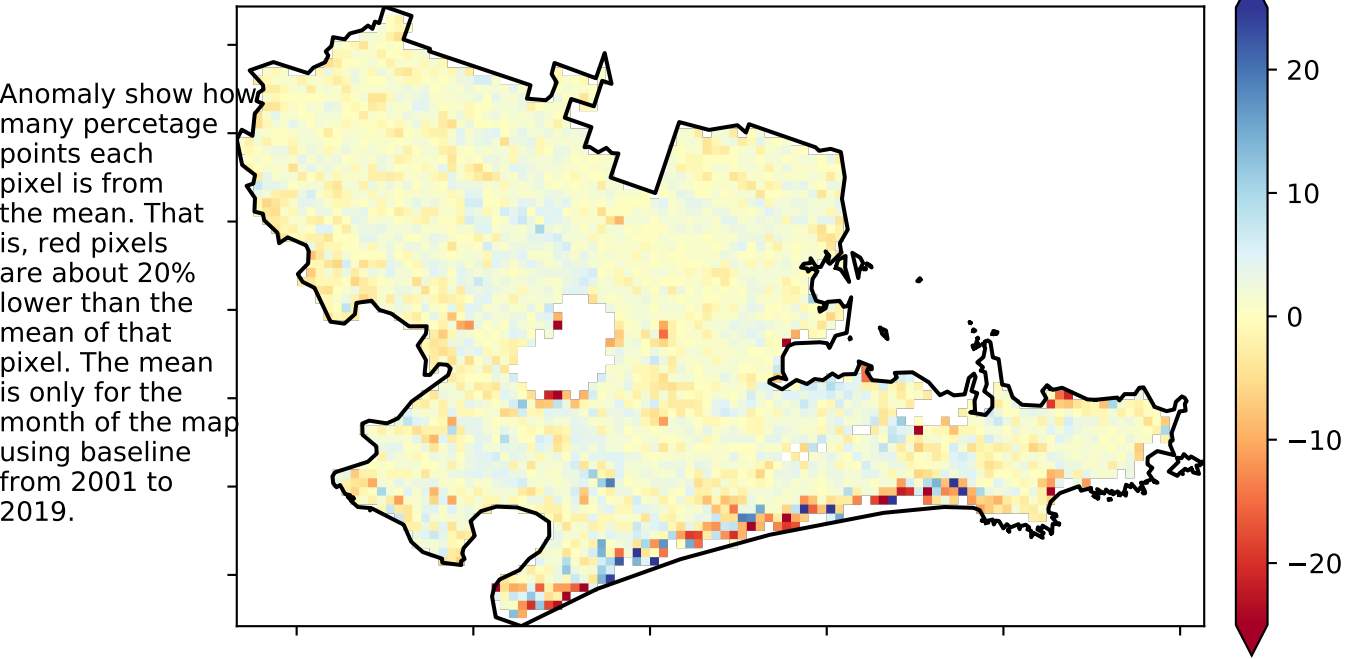 Anomaly show how
many percetage
points each
pixel is from
the mean. That
is, red pixels
are about 20%
lower than the
mean of that
pixel. The mean
is only for the
month of the map
using baseline
from 2001 to
2019.
20
10
0
−10
−20